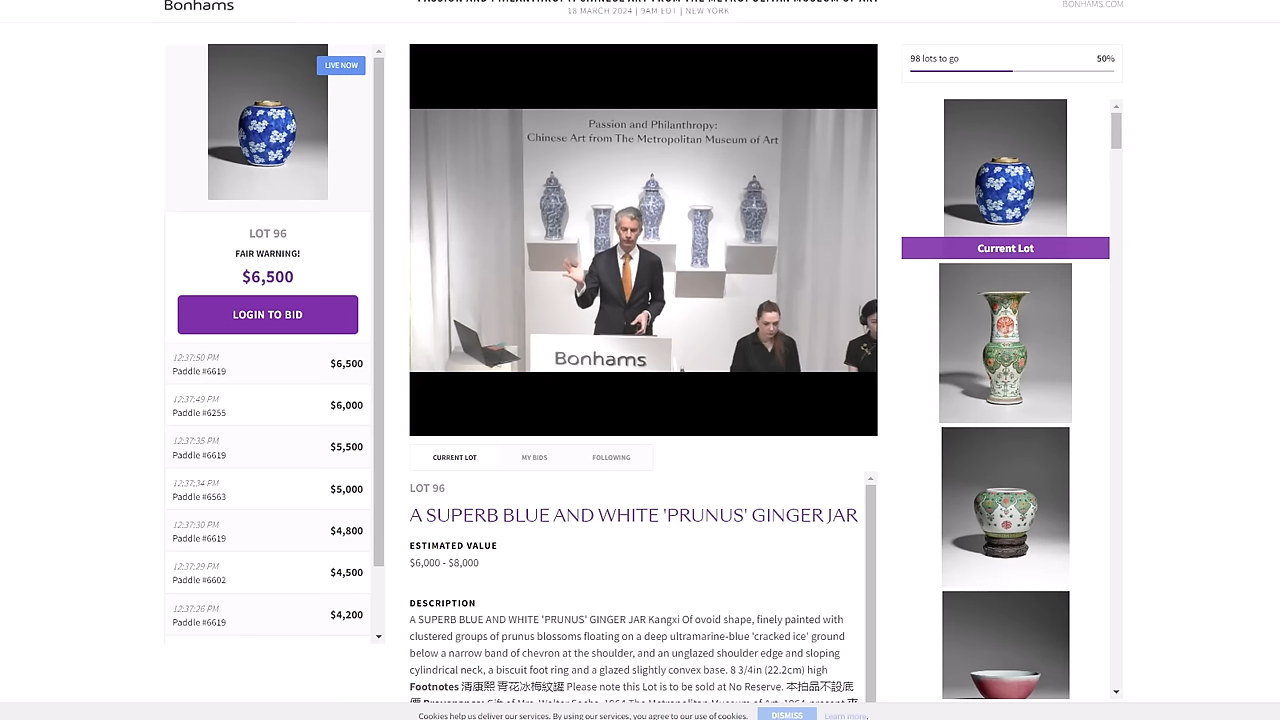 Bonhams
PASSION AND PHILANTHROPY: CHINESE ART FROM THE METROPOLITAN MUSEUM OF ART
18 MARCH 2024 | 9AM EDT | NEW YORK
BONHAMS.COM
LIVE NOW
LOT 96
FAIR WARNING!
$6,500
LOGIN TO BID
12:37:50 PM
Paddle #6619
$6,500
12:37:49 PM
Paddle #6255
$6,000
12:37:35 PM
Paddle #6619
$5,500
12:37:34 PM
Paddle #6563
$5,000
12:37:30 PM
Paddle #6619
$4,800
12:37:29 PM
Paddle #6602
$4,500
12:37:26 PM
Paddle #6619
$4,200
Passion and Philanthropy:
Chinese Art from The Metropolitan Museum of Art
Bonhams
CURRENT LOT
MY BIDS
FOLLOWING
LOT 96
A SUPERB BLUE AND WHITE 'PRUNUS' GINGER JAR
ESTIMATED VALUE
$6,000 - $8,000
DESCRIPTION
A SUPERB BLUE AND WHITE 'PRUNUS' GINGER JAR Kangxi Of ovoid shape, finely painted with
clustered groups of prunus blossoms floating on a deep ultramarine-blue 'cracked ice' ground
below a narrow band of chevron at the shoulder, and an unglazed shoulder edge and sloping
cylindrical neck, a biscuit foot ring and a glazed slightly convex base. 8 3/4in (22.2cm) high
Footnotes 清康熙 青花冰梅紋罐 Please note this Lot is to be sold at No Reserve. 本拍品不設底
98 lots to go
50%
Current Lot
Cookies help us deliver our services. By using our services, you agree to our use of cookies.
DISMISS
Learn more.